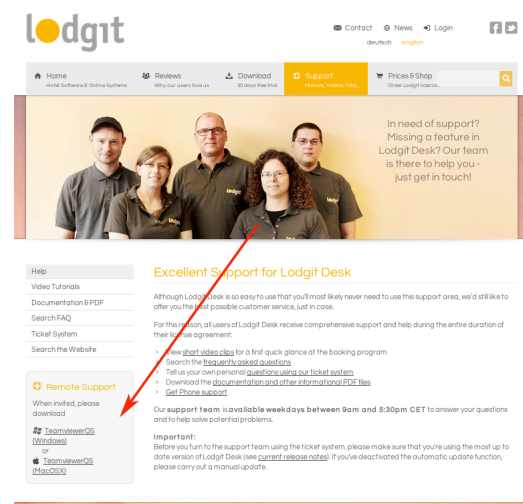 lodgit
Contact News Login
deutsch english
Home
Hotel Software & Online Systems
Reviews
Why our users love us
Download
30 days free trial
Support
Featust, Videos, FAQ...
Prices & Shop
Order Lodgit licence...
In need of support?
Missing a feature in
Lodgit Desk? Our team
is there to help you -
just get in touch!
Help
Video Tutorials
Documentation & PDF
Search FAQ
Ticket System
Search the Website
Remote Support
When invited, please
download
TeamviewerQS
(Windows)
or
TeamviewerQS
(MacOSX)
Excellent Support for Lodgit Desk
Although Lodgit Desk is so easy to use that you'll most likely never need to use this support area, we'd still like to
offer you the best possible customer service, just in case.
For this reason, all users of Lodgit Desk receive comprehensive support and help during the entire duration of
their license agreement:
View short video clips for a first quick glance at the booking program
Search the frequently asked questions
Tell us your own personal questions using our ticket system
Download the documentation and other informational PDF files
Get Phone support
Our support team is available weekdays between 9am and 5:30pm CET to answer your questions
and to help solve potential problems.
Important:
Before you turn to the support team using the ticket system, please make sure that you're using the most up to
date version of Lodgit Desk (see current release notes). If you've deactivated the automatic update function,
please carry out a manual update.